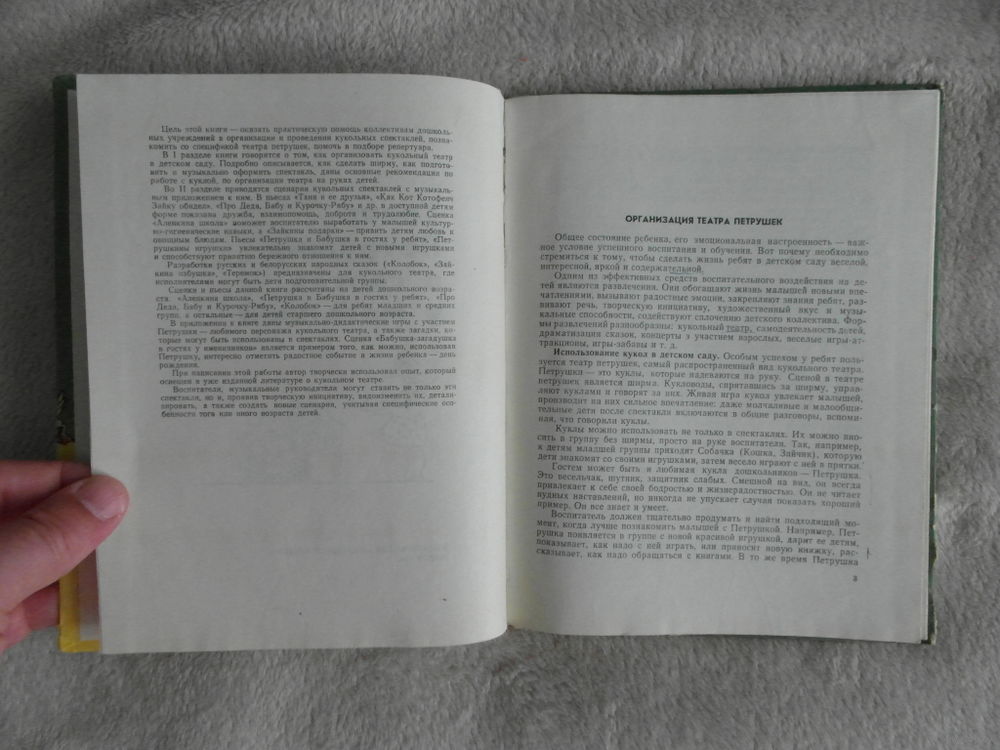 Цель этой книги — оказать практическую помощь коллективам дошколь-
ных учреждений в организации и проведении кукольных спектаклей, позна-
комить со спецификой театра петрушек, помочь в подборе репертуара.
В I разделе книги говорится о том, как организовать кукольный театр
в детском саду. Подробно описывается, как сделать ширму, как подгото-
вить и музыкально оформить спектакль, даны основные рекомендации по
работе с куклой, по организации театра на руках детей.
Во II разделе приводятся сценарии кукольных спектаклей с музыкаль-
ным приложением к ним. В пьесах «Таня и ее друзья», «Как Кот Котофеич
Зайку обидел», «Про Деда, Бабу и Курочку-Рябу» и др. в доступной детям
форме показана дружба, взаимопомощь, доброта и трудолюбие. Сценка
«Аленкина школа» поможет воспитателю выработать у малышей культур-
но-гигиенические навыки, а «Зайкины подарки» — привить детям любовь к
овощным блюдам. Пьесы «Петрушка и Бабушка в гостях у ребят», «Пет-
рушкины игрушки» увлекательно знакомят детей с новыми игрушками
и способствуют привитию бережного отношения к ним.
Разработки русских и белорусских народных сказок («Колобок», «Зай-
кина избушка», «Теремок») предназначены для кукольного театра, где
исполнителями могут быть дети подготовительной группы.
Сценки и пьесы данной книги рассчитаны на детей дошкольного возра-
ста. «Аленкина школа», «Петрушка и Бабушка в гостях у ребят», «Про
Деда, Бабу и Курочку-Рябу», «Колобок» — для ребят младших и средних
групп, а остальные — для детей старшего дошкольного возраста.
В приложении к книге даны музыкально-дидактические игры с участием
Петрушки — любимого персонажа кукольного театра, а также загадки, ко-
торые могут быть использованы в спектаклях. Сценка «Бабушка-загадушка
в гостях у именинников» является примером того, как можно, использовав
Петрушку, интересно отметить радостное событие в жизни ребенка — день
рождения.
При написании этой работы автор творчески использовал опыт, который
освещен в уже изданной литературе о кукольном театре.
Воспитатели, музыкальные руководители могут ставить не только эти
спектакли, но и, проявив творческую инициативу, видоизменить их, детали-
зировать, а также создать новые сценарии, учитывая специфические осо-
бенности того или иного возраста детей.
ОРГАНИЗАЦИЯ ТЕАТРА ПЕТРУШЕК
Общее состояние ребенка, его эмоциональная настроенность — важ-
ное условие успешного воспитания и обучения. Вот почему необходимо
стремиться к тому, чтобы сделать жизнь ребят в детском саду веселой,
интересной, яркой и содержательной.
Одним из эффективных средств воспитательного воздействия на де-
тей являются развлечения. Они обогащают жизнь малышей новыми впе-
чатлениями, вызывают радостные эмоции, закрепляют знания ребят, раз-
вивают речь, творческую инициативу, художественный вкус и музы-
кальные способности, содействуют сплочению детского коллектива. Фор-
мы развлечений разнообразны: кукольный театр, самодеятельность детей,
драматизация сказок, концерты з участием взрослых, веселые игры-ат-
тракционы, игры-забавы и т. д.
Использование кукол в детском саду. Особым успехом у ребят поль-
зуется театр петрушек, самый распространенный вид кукольного театра.
Петрушки — это куклы, которые надеваются на руку. Сценой в театре
петрушек является ширма. Кукловоды, спрятавшись за ширму, управ-
ляют куклами и говорят за них. Живая игра кукол увлекает малышей,
производит на них сильное впечатление; даже молчаливые и малообщи-
тельные дети после спектакля включаются в общие разговоры, вспоми-
ная, что говорили куклы.
Куклы можно использовать не только в спектаклях. Их можно вно-
сить в группу без ширмы, просто на руке воспитателя. Так, например,
к детям младшей группы приходят Собачка (Кошка, Зайчик), которую
дети знакомят со своими игрушками, затем весело играют с ней в прятки.
Гостем может быть и любимая кукла дошкольников — Петрушка.
Это весельчак, шутник, защитник слабых. Смешной на вид, он всегда
привлекает к себе своей бодростью и жизнерадостностью. Он не читает
нудных наставлений, но никогда не упускает случая показать хороший
пример. Он все знает и умеет.
Воспитатель должен тщательно продумать и найти подходящий мо-
мент, когда лучше познакомить малышей с Петрушкой. Например, Пет-
рушка появляется в группе с новой красивой игрушкой, дарит ее детям,
показывает, как надо с ней играть, или приносит новую книжку, рас-
сказывает, как надо обращаться с книгами. В то же время Петрушка
3